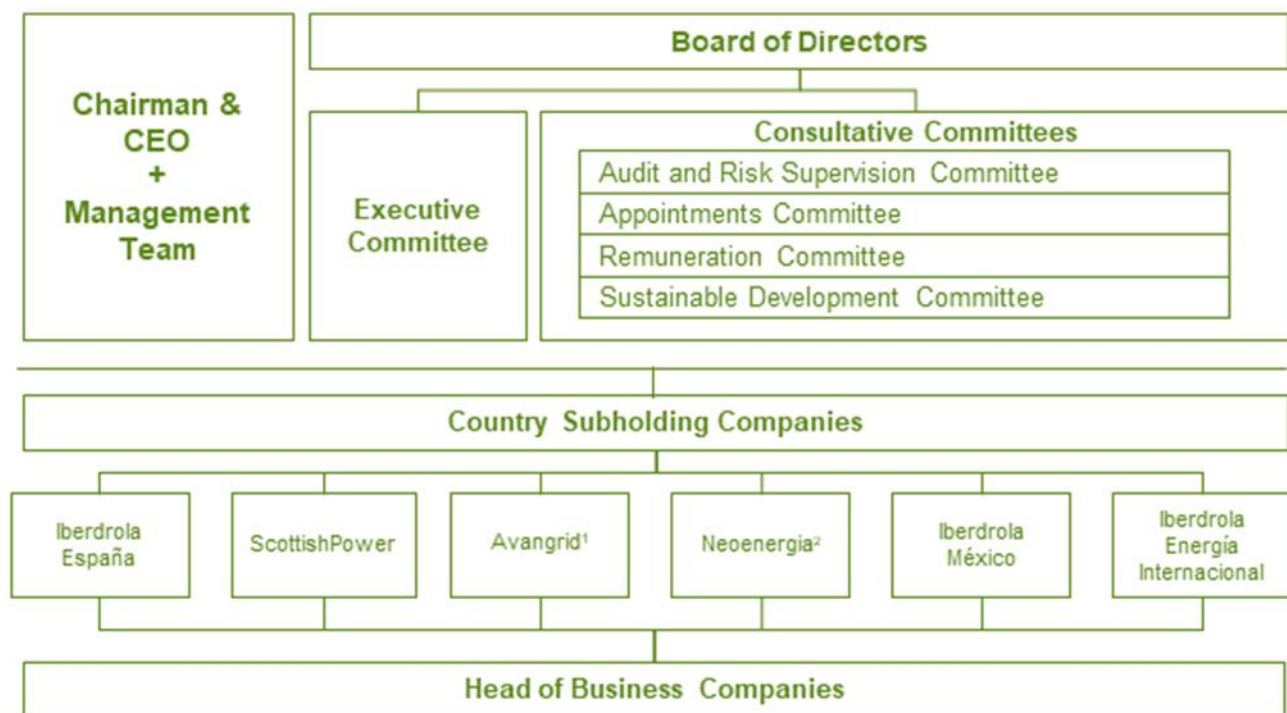 Board of Directors
Chairman &
CEO
+
Management
Team
Executive
Committee
Consultative Committees
Audit and Risk Supervision Committee
Appointments Committee
Remuneration Committee
Sustainable Development Committee
Country Subholding Companies
Iberdrola
España
ScottishPower
Avangrid¹
Neoenergia²
Iberdrola
México
Iberdrola
Energía
Internacional
Head of Business Companies